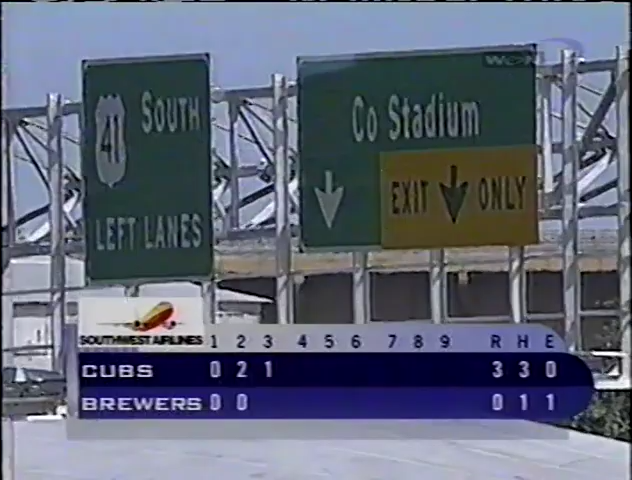 WGN
SOUTH
41
LEFT LANES
Co Stadium
EXIT ONLY
SOUTHWEST AIRLINES 1 2 3 4 5 6 7 8 9 R H E
CUBS 0 2 1 3 3 0
BREWERS 0 0 0 1 1